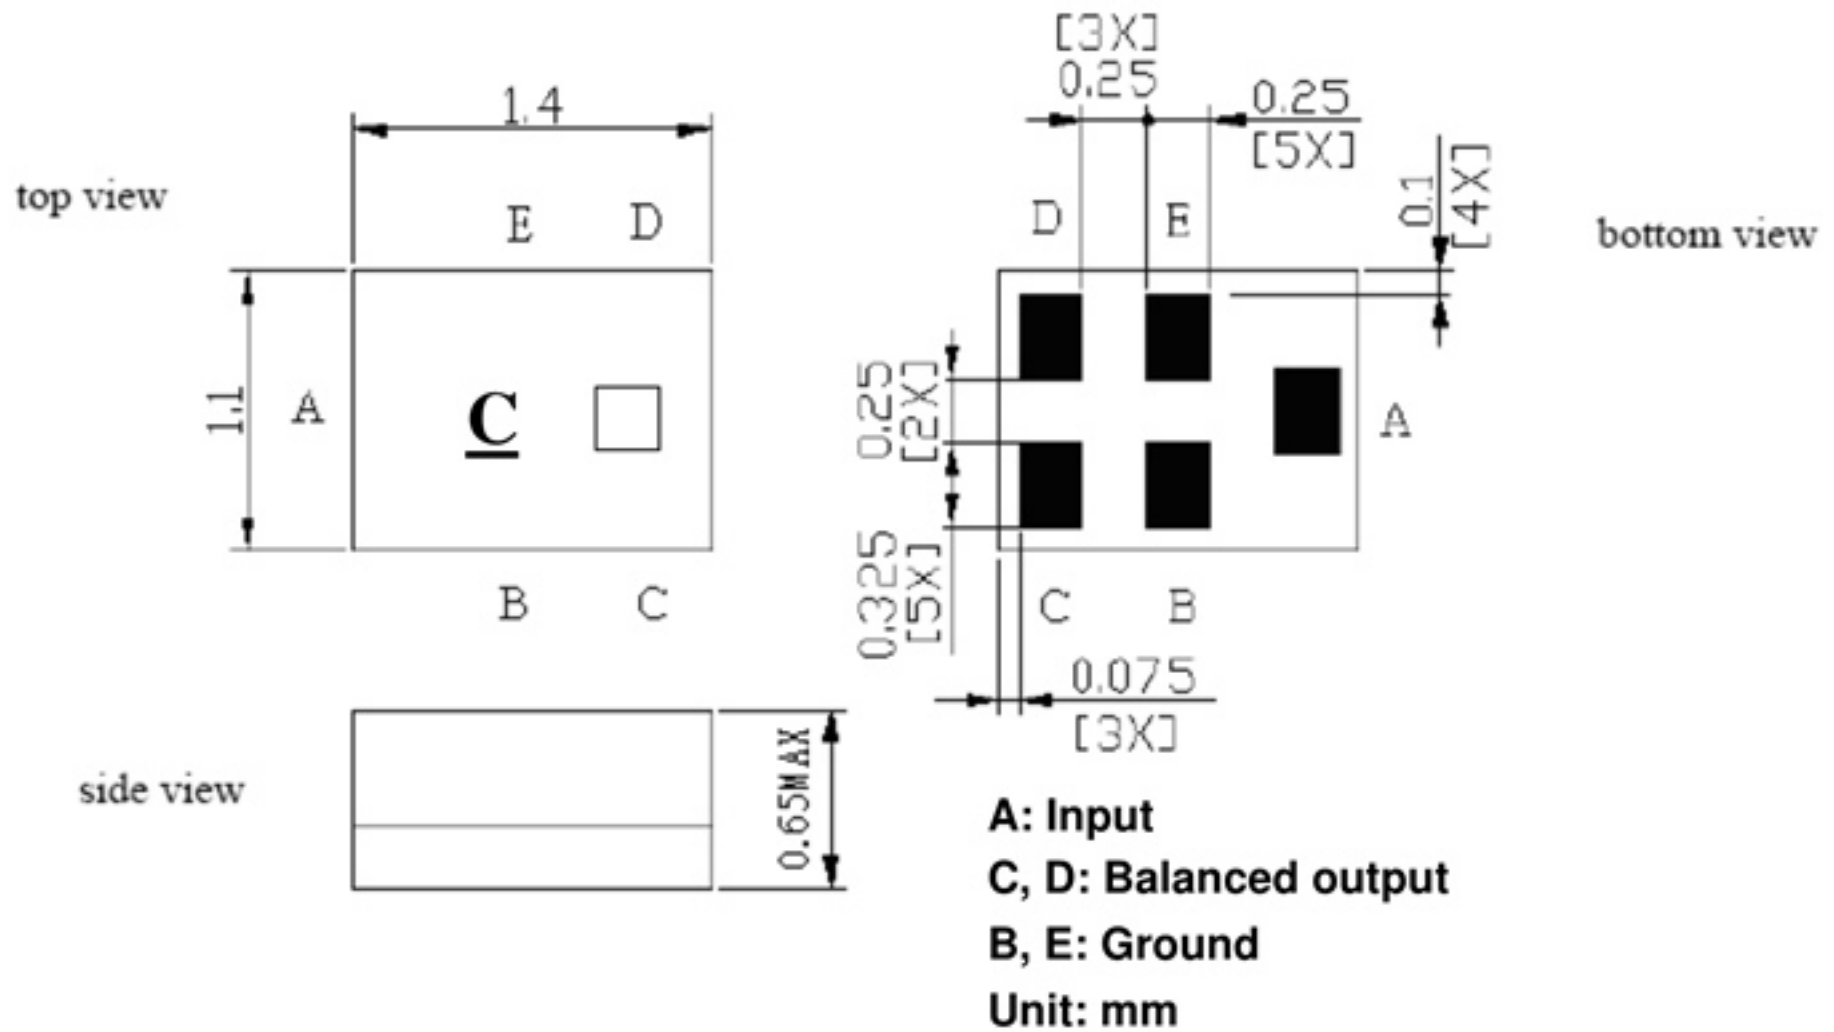 [3X]
0.25
0.25
[5X]
1.4
0.1
[4X]
top view
E
D
D
E
bottom view
1.1
A
C
0.25
[2X]
A
0.325
[5X]
B
C
C
B
0.075
[3X]
side view
0.65MAX
A: Input
C, D: Balanced output
B, E: Ground
Unit: mm